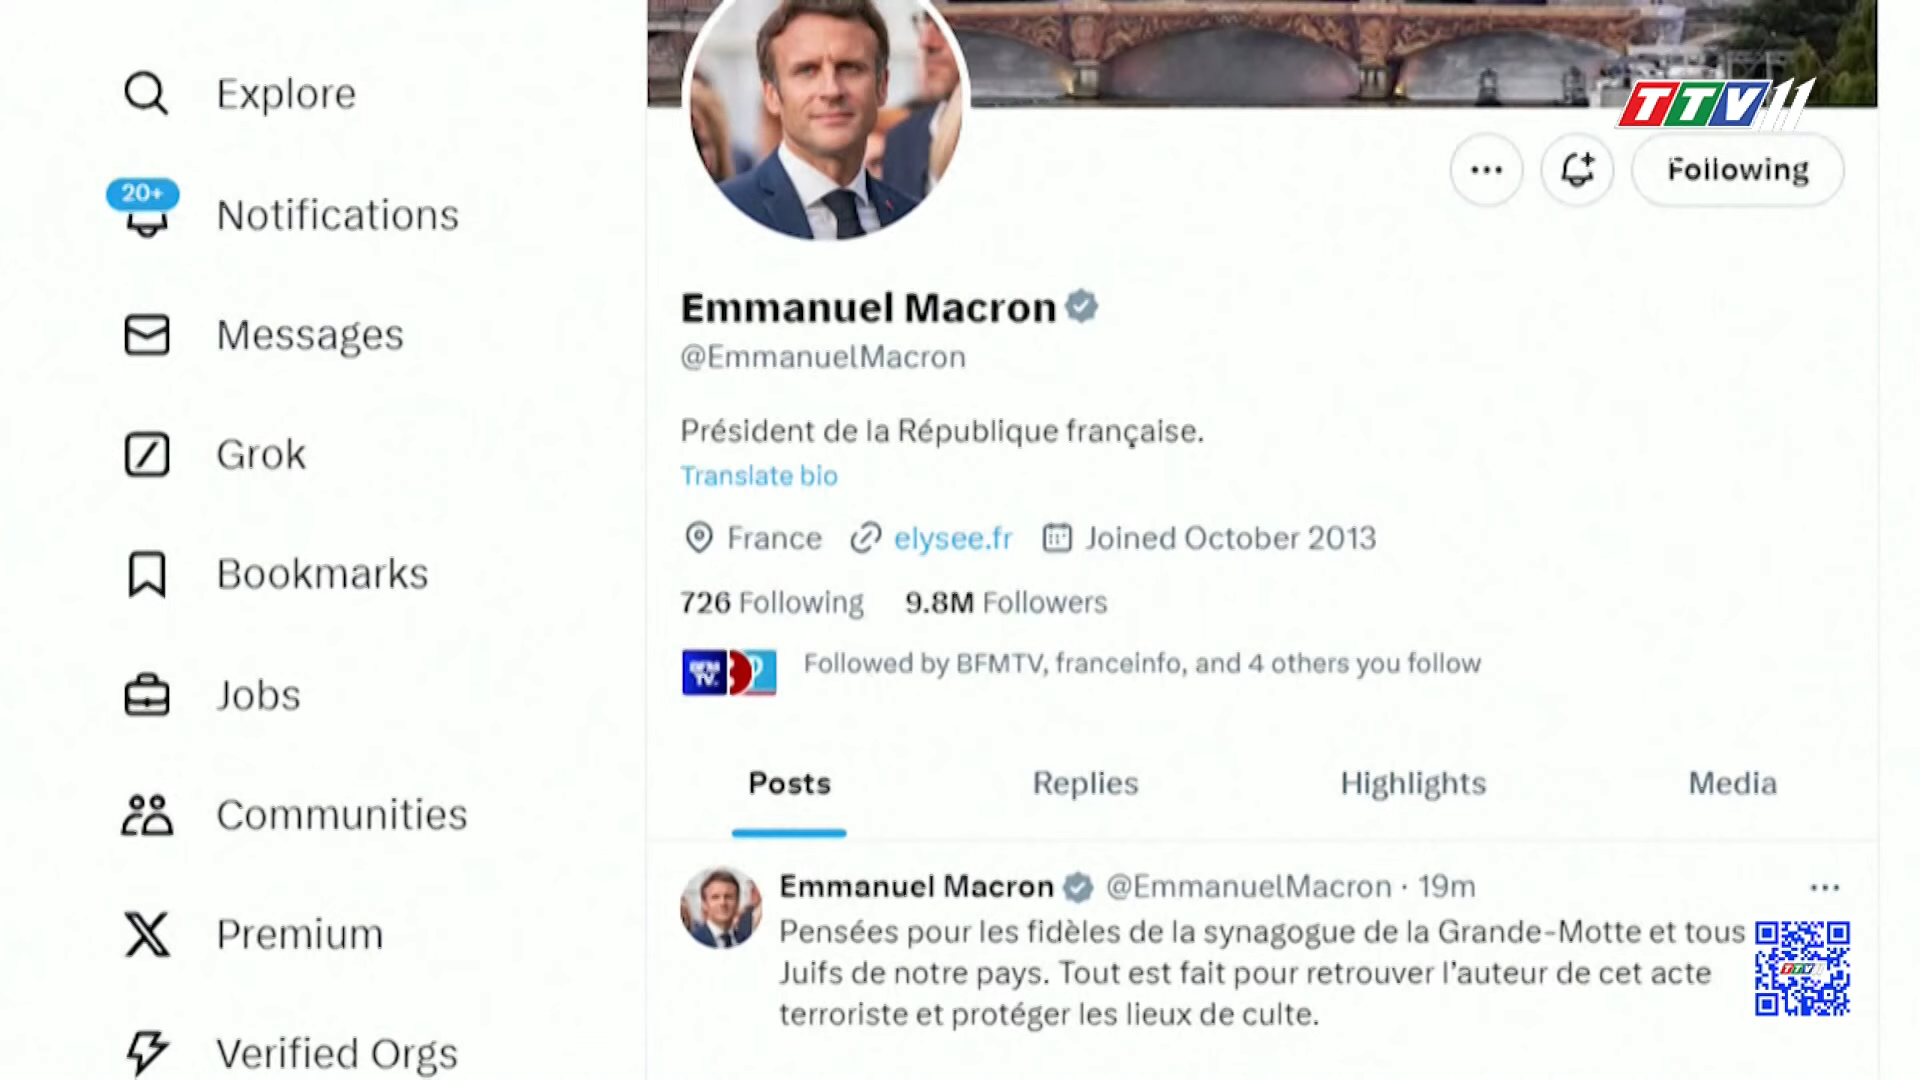 Explore
20+
Notifications
Messages
Grok
Bookmarks
Jobs
Communities
Premium
Verified Orgs
TTV11
Following
Emmanuel Macron
@EmmanuelMacron
Président de la République française.
Translate bio
France elysee.fr Joined October 2013
726 Following 9.8M Followers
BFM TV.
Followed by BFMTV, franceinfo, and 4 others you follow
Posts Replies Highlights Media
Emmanuel Macron @EmmanuelMacron · 19m
Pensées pour les fidèles de la synagogue de la Grande-Motte et tous
Juifs de notre pays. Tout est fait pour retrouver l'auteur de cet acte
terroriste et protéger les lieux de culte.
TTV11